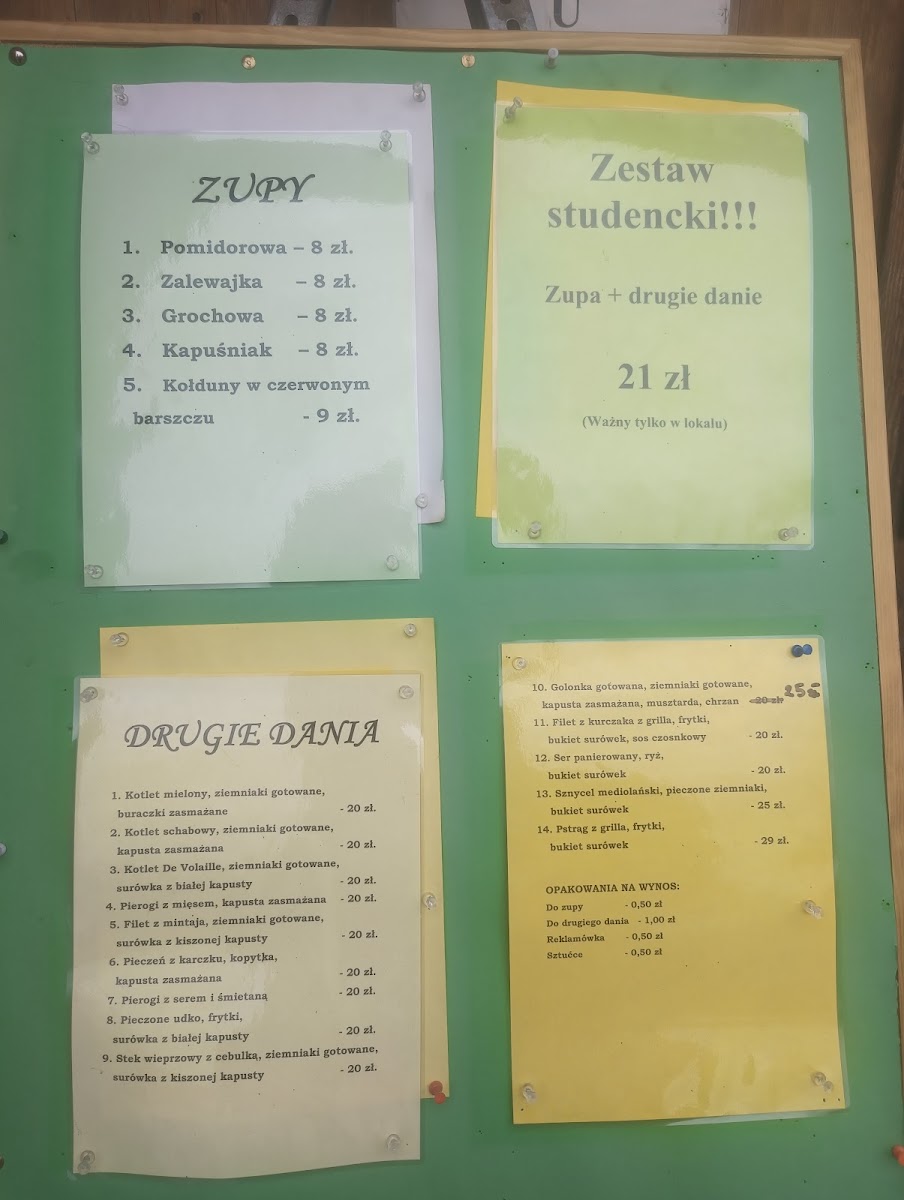 ZUPY
1. Pomidorowa – 8 zł.
2. Zalewajka – 8 zł.
3. Grochowa – 8 zł.
4. Kapuśniak – 8 zł.
5. Kołduny w czerwonym
barszczu - 9 zł.
Zestaw
studencki!!!
Zupa + drugie danie
21 zł
(Ważny tylko w lokalu)
DRUGIE DANIA
1. Kotlet mielony, ziemniaki gotowane,
buraczki zasmażane - 20 zł.
2. Kotlet schabowy, ziemniaki gotowane,
kapusta zasmażana - 20 zł.
3. Kotlet De Volaille, ziemniaki gotowane,
surówka z białej kapusty - 20 zł.
4. Pierogi z mięsem, kapusta zasmażana - 20 zł.
5. Filet z mintaja, ziemniaki gotowane,
surówka z kiszonej kapusty - 20 zł.
6. Pieczeń z karczku, kopytka,
kapusta zasmażana - 20 zł.
7. Pierogi z serem i śmietaną - 20 zł.
8. Pieczone udko, frytki,
surówka z białej kapusty - 20 zł.
9. Stek wieprzowy z cebulką, ziemniaki gotowane,
surówka z kiszonej kapusty - 20 zł.
10. Golonka gotowana, ziemniaki gotowane,
kapusta zasmażana, musztarda, chrzan - 20 zł. 25 zł
11. Filet z kurczaka z grilla, frytki,
bukiet surówek, sos czosnkowy - 20 zł.
12. Ser panierowany, ryż,
bukiet surówek - 20 zł.
13. Sznycel mediolański, pieczone ziemniaki,
bukiet surówek - 25 zł.
14. Pstrąg z grilla, frytki,
bukiet surówek - 29 zł.
OPAKOWANIA NA WYNOS:
Do zupy - 0,50 zł
Do drugiego dania - 1,00 zł
Reklamówka - 0,50 zł
Sztućce - 0,50 zł